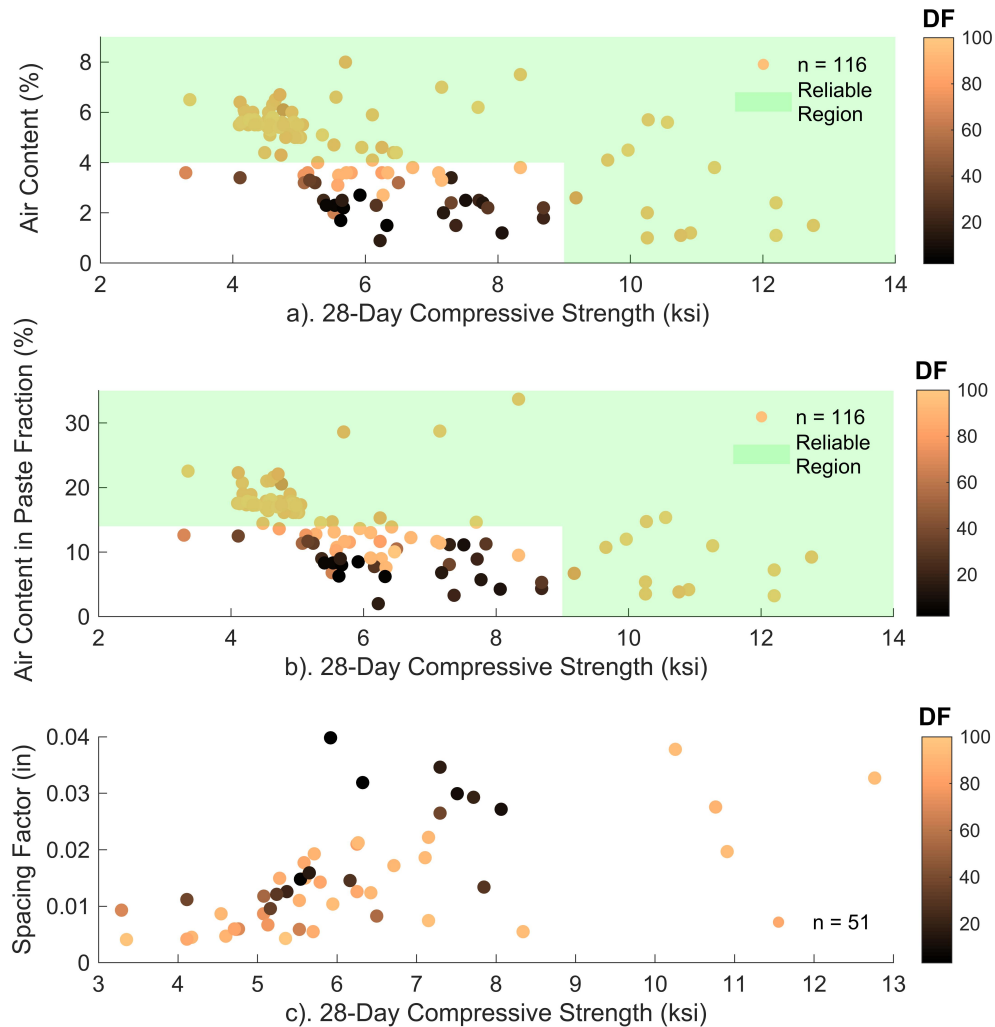 DF
Air Content (%)
8
6
4
2
0
n = 116
Reliable
Region
100
80
60
40
20
2 4 6 8 10 12 14
a). 28-Day Compressive Strength (ksi)
DF
Air Content in Paste Fraction (%)
30
20
10
0
n = 116
Reliable
Region
100
80
60
40
20
2 4 6 8 10 12 14
b). 28-Day Compressive Strength (ksi)
DF
Spacing Factor (in)
0.04
0.03
0.02
0.01
0
n = 51
100
80
60
40
20
3 4 5 6 7 8 9 10 11 12 13
c). 28-Day Compressive Strength (ksi)